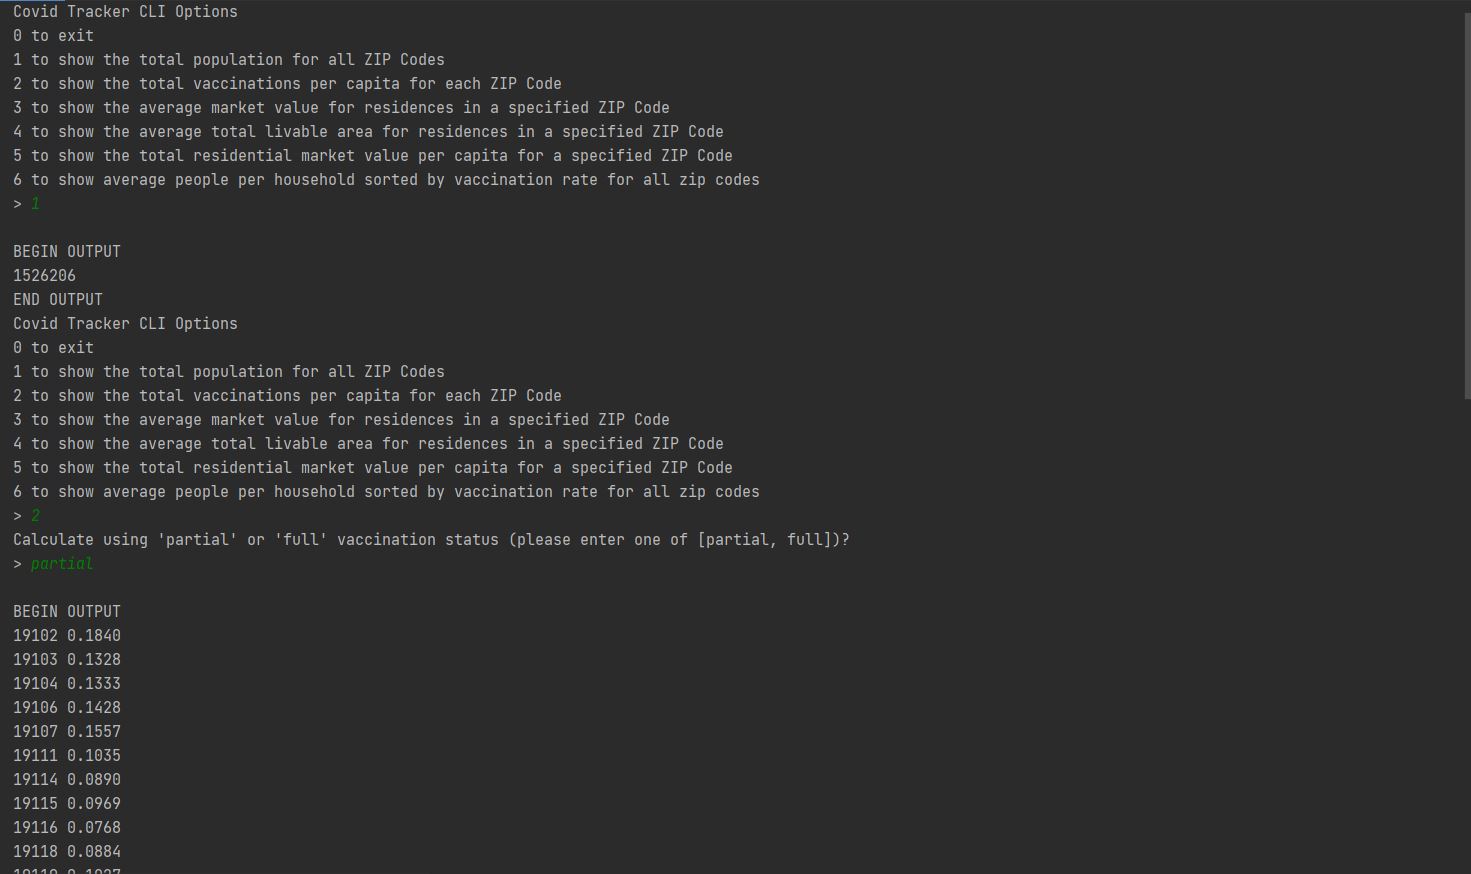 Covid Tracker CLI Options
0 to exit
1 to show the total population for all ZIP Codes
2 to show the total vaccinations per capita for each ZIP Code
3 to show the average market value for residences in a specified ZIP Code
4 to show the average total livable area for residences in a specified ZIP Code
5 to show the total residential market value per capita for a specified ZIP Code
6 to show average people per household sorted by vaccination rate for all zip codes
> 1
BEGIN OUTPUT
1526206
END OUTPUT
Covid Tracker CLI Options
0 to exit
1 to show the total population for all ZIP Codes
2 to show the total vaccinations per capita for each ZIP Code
3 to show the average market value for residences in a specified ZIP Code
4 to show the average total livable area for residences in a specified ZIP Code
5 to show the total residential market value per capita for a specified ZIP Code
6 to show average people per household sorted by vaccination rate for all zip codes
> 2
Calculate using 'partial' or 'full' vaccination status (please enter one of [partial, full])?
> partial
BEGIN OUTPUT
19102 0.1840
19103 0.1328
19104 0.1333
19106 0.1428
19107 0.1557
19111 0.1035
19114 0.0890
19115 0.0969
19116 0.0768
19118 0.0884